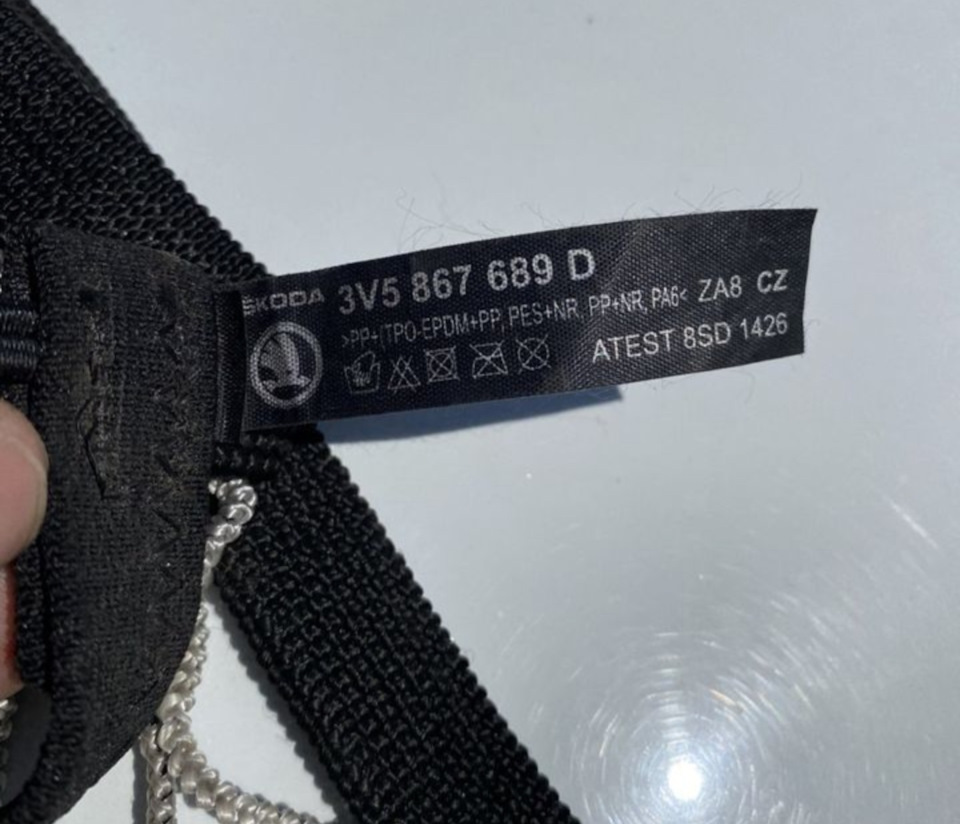 ŠKODA 3V5 867 689 D
>PP+(TPO-EPDM+PP, PES+NR, PP+NR, PA6< ZA8 CZ
ATEST 8SD 1426